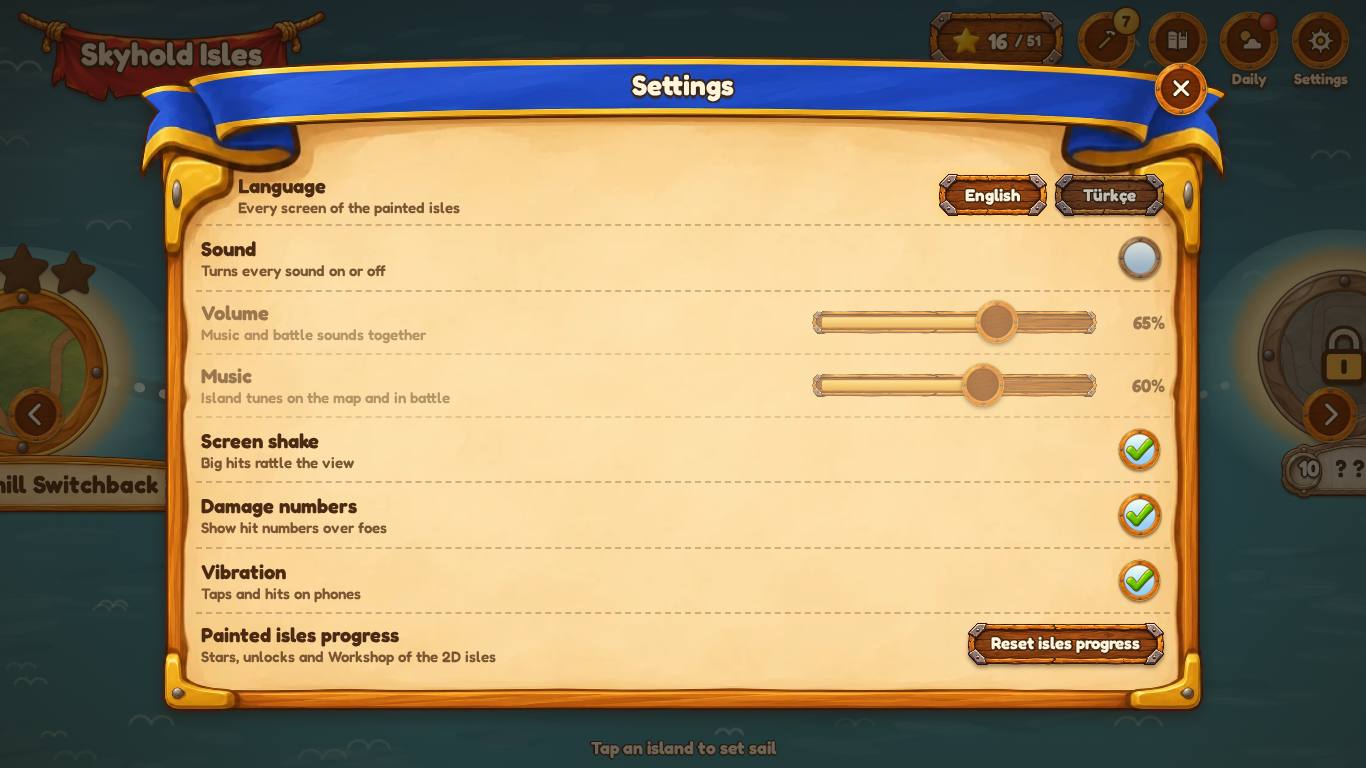 Skyhold Isles
16 / 51
7
Daily
Settings
Settings
Language
Every screen of the painted isles
English
Türkçe
Sound
Turns every sound on or off
Volume
Music and battle sounds together
65%
Music
Island tunes on the map and in battle
60%
Screen shake
Big hits rattle the view
Damage numbers
Show hit numbers over foes
Vibration
Taps and hits on phones
Painted isles progress
Stars, unlocks and Workshop of the 2D isles
Reset isles progress
hill Switchback
10 ? ?
Tap an island to set sail